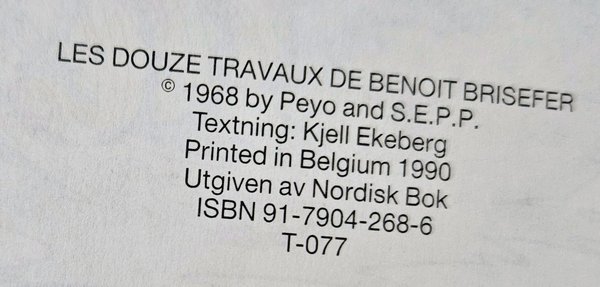 LES DOUZE TRAVAUX DE BENOIT BRISEFER
© 1968 by Peyo and S.E.P.P.
Textning: Kjell Ekeberg
Printed in Belgium 1990
Utgiven av Nordisk Bok
ISBN 91-7904-268-6
T-077